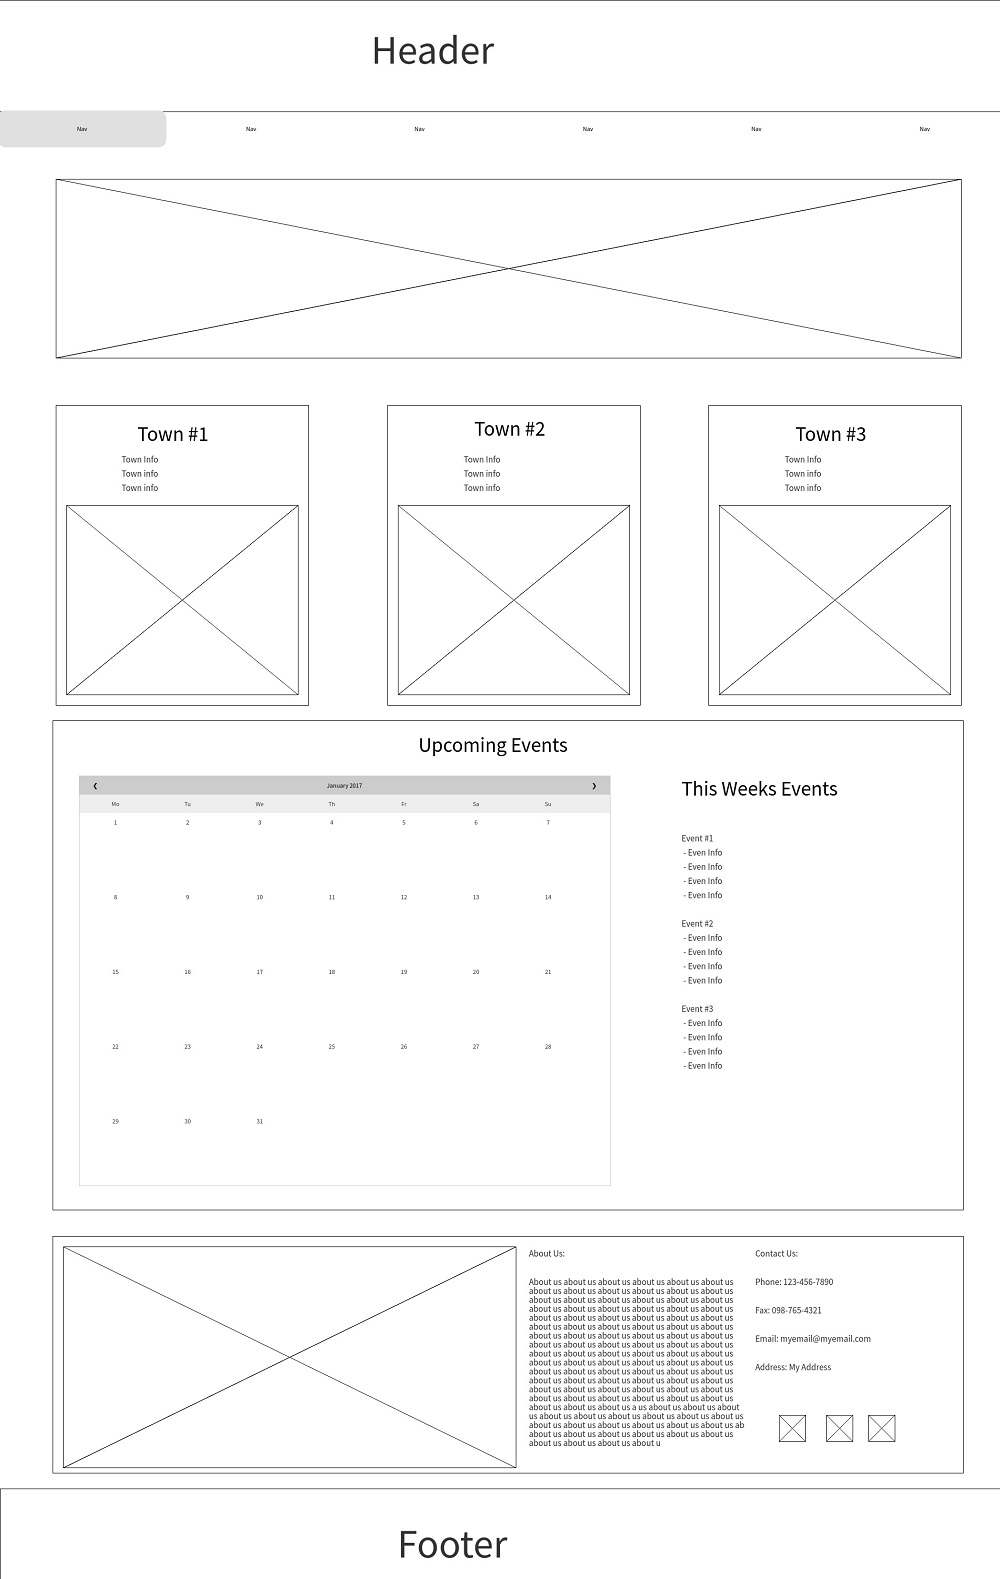 Header
Nav Nav Nav Nav Nav Nav
Town #1
Town Info
Town info
Town info
Town #2
Town Info
Town info
Town info
Town #3
Town Info
Town info
Town info
Upcoming Events
❮ January 2017 ❯
Mo Tu We Th Fr Sa Su
1 2 3 4 5 6 7
8 9 10 11 12 13 14
15 16 17 18 19 20 21
22 23 24 25 26 27 28
29 30 31
This Weeks Events
Event #1
- Even Info
- Even Info
- Even Info
- Even Info
Event #2
- Even Info
- Even Info
- Even Info
- Even Info
Event #3
- Even Info
- Even Info
- Even Info
- Even Info
About Us:
About us about us about us about us about us about us
about us about us about us about us about us about us
about us about us about us about us about us about us
about us about us about us about us about us about us
about us about us about us about us about us about us
about us about us about us about us about us about us
about us about us about us about us about us about us
about us about us about us about us about us about us
about us about us about us about us about us about us
about us about us about us about us about us about us
about us about us about us about us about us about us
about us about us about us about us about us about us
about us about us about us about us about us about us
about us about us about us about us about us about us
about us about us about us a us about us about us about
us about us about us about us about us about us about us
about us about us about us about us about us about us ab
about us about us about us about us about us about us
about us about us about us about u
Contact Us:
Phone: 123-456-7890
Fax: 098-765-4321
Email: myemail@myemail.com
Address: My Address
Footer